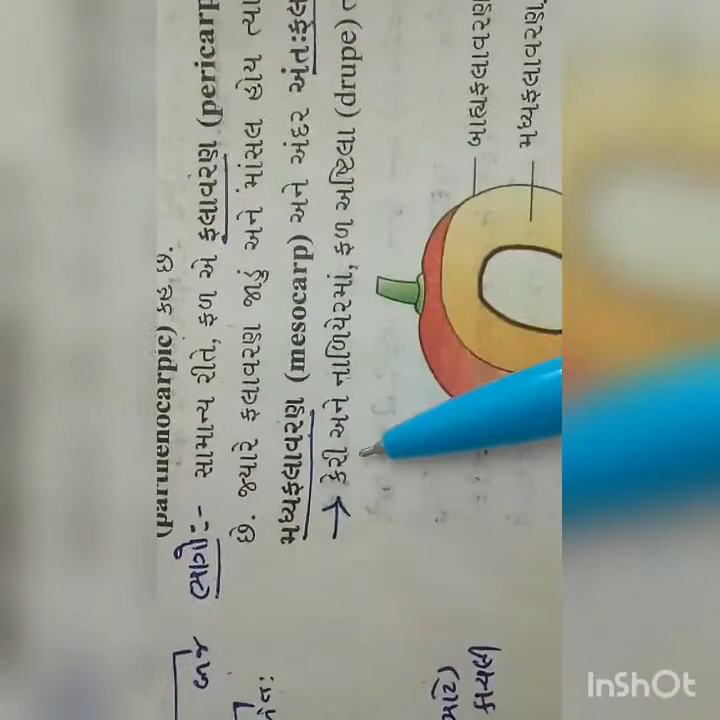 (parthenocarpic) કહે છે.
ભાગો:- સામાન્ય રીતે, ફળ એ ફલાવરણ (pericarp
છે. જ્યારે ફલાવરણ જાડું અને માંસલ હોય ત્યા
મધ્યફલાવરણ (mesocarp) અને અંદર અંતઃફલ
→ કેરી અને નાળિયેરમાં, ફળ અષ્ટિલા (drupe) ત
બાહ્યફલાવરણ
મધ્યફલાવરણ
બીજ
માટે)
InShOt